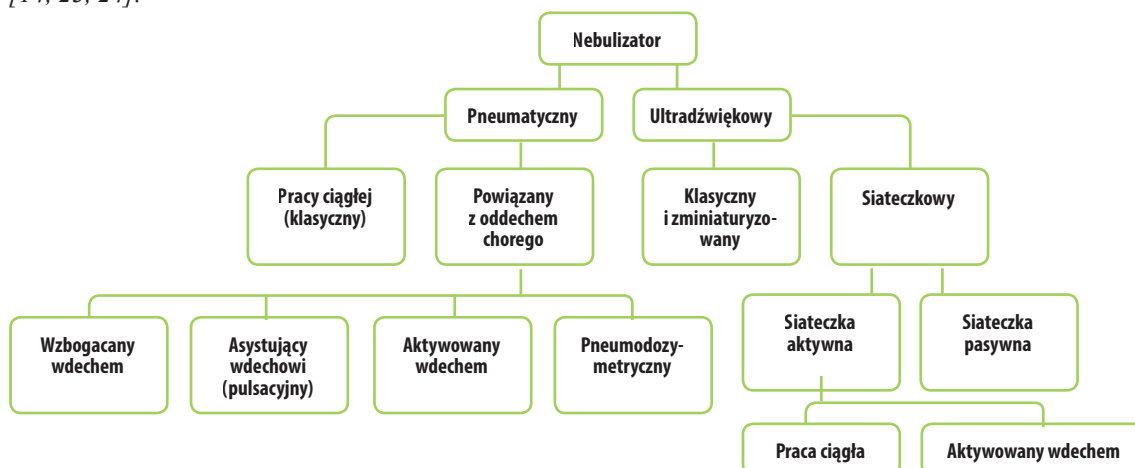 Nebulizator
Pneumatyczny
Ultradźwiękowy
Pracy ciągłej
(klasyczny)
Powiązany
z oddechem
chorego
Klasyczny
i zminiaturyzo-
wany
Siateczkowy
Wzbogacany
wdechem
Asystujący
wdechowi
(pulsacyjny)
Aktywowany
wdechem
Pneumodozy-
metryczny
Siateczka
aktywna
Siateczka
pasywna
Praca ciągła
Aktywowany wdechem